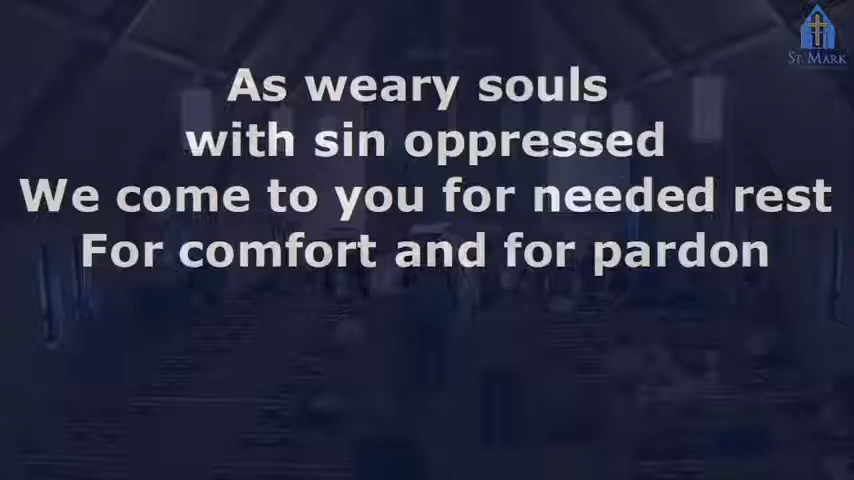 ST. MARK
As weary souls
with sin oppressed
We come to you for needed rest
For comfort and for pardon